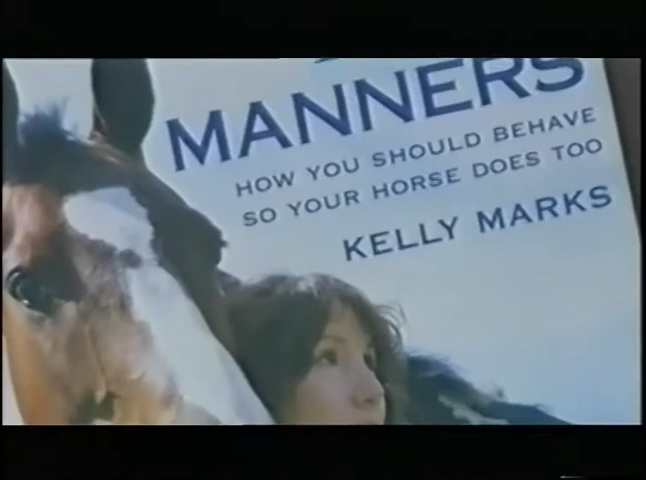 MANNERS
HOW YOU SHOULD BEHAVE
SO YOUR HORSE DOES TOO
KELLY MARKS